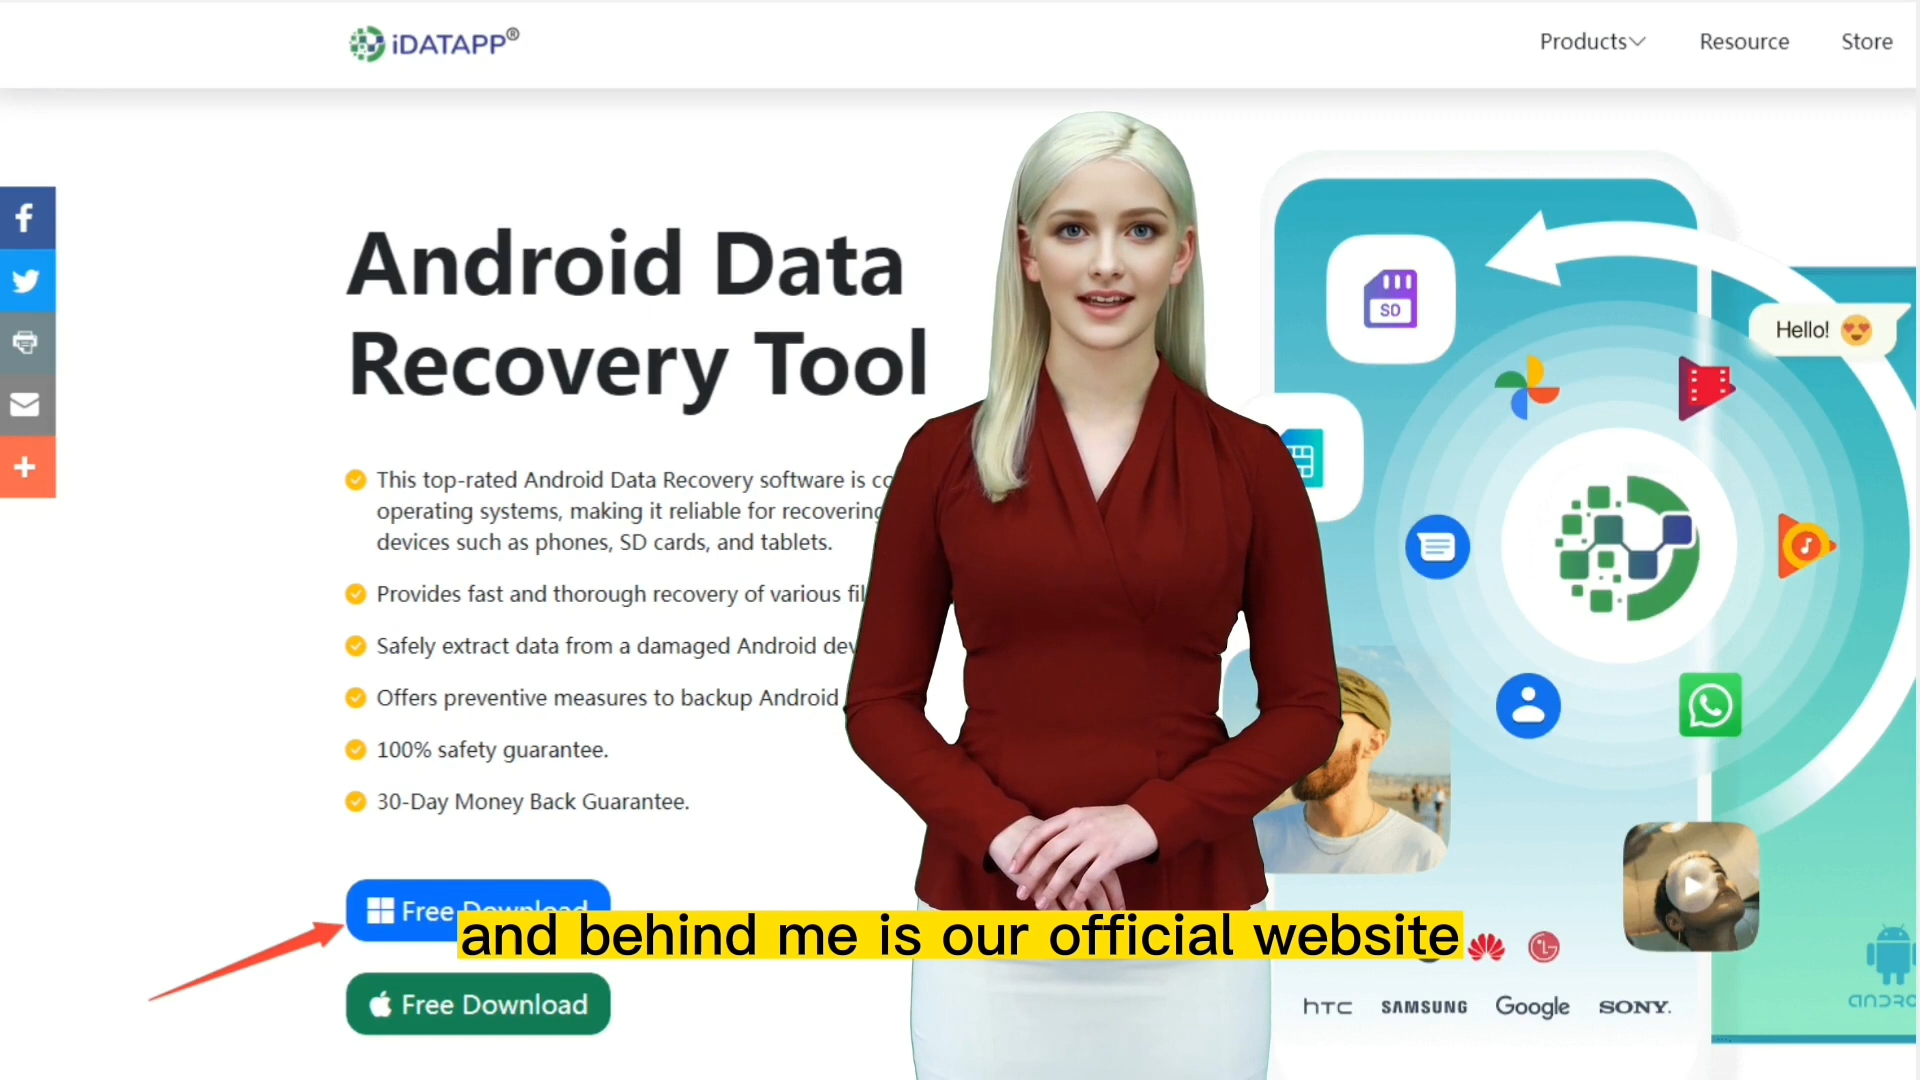 iDATAPP®
Products
Resource
Store
Android Data
Recovery Tool
This top-rated Android Data Recovery software is
operating systems, making it reliable for recovering
devices such as phones, SD cards, and tablets.
Provides fast and thorough recovery of various
Safely extract data from a damaged Android
Offers preventive measures to backup Android
100% safety guarantee.
30-Day Money Back Guarantee.
Free Download
and behind me is our official website
Free Download
SD
Hello!
hTC
SAMSUNG
Google
SONY.